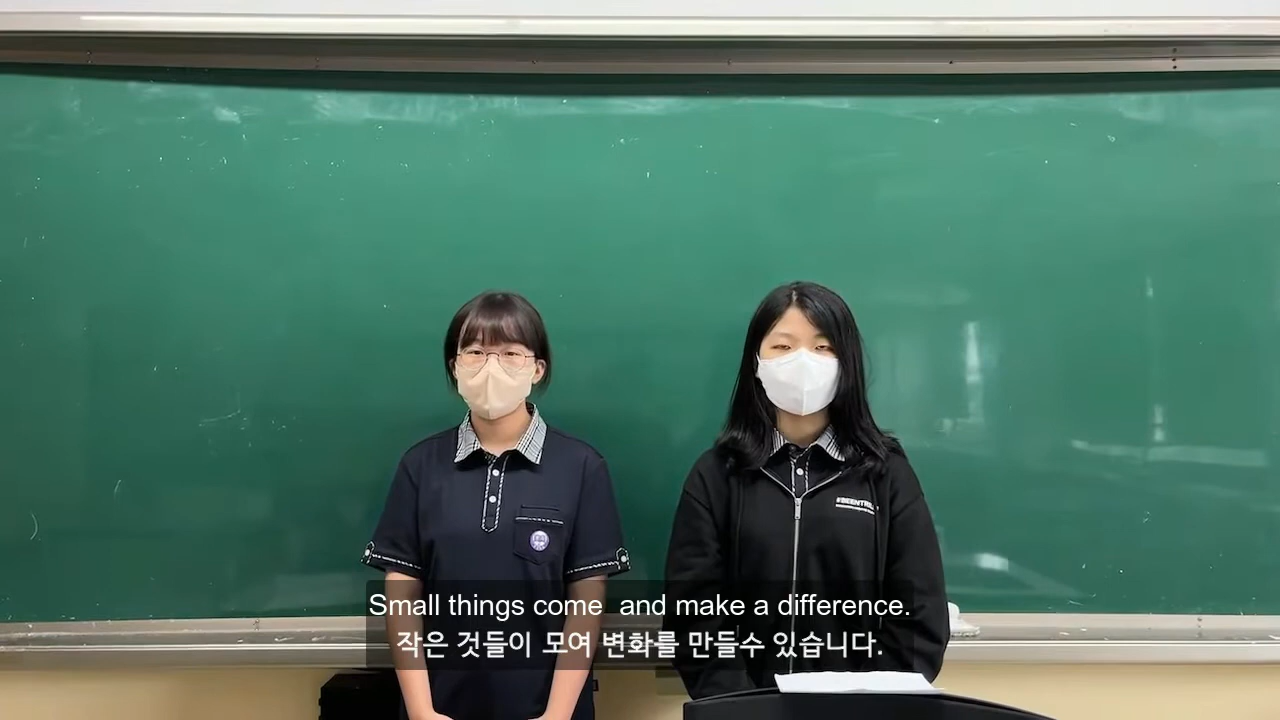 Small things come  and make a difference.
작은 것들이 모여 변화를 만들수 있습니다.